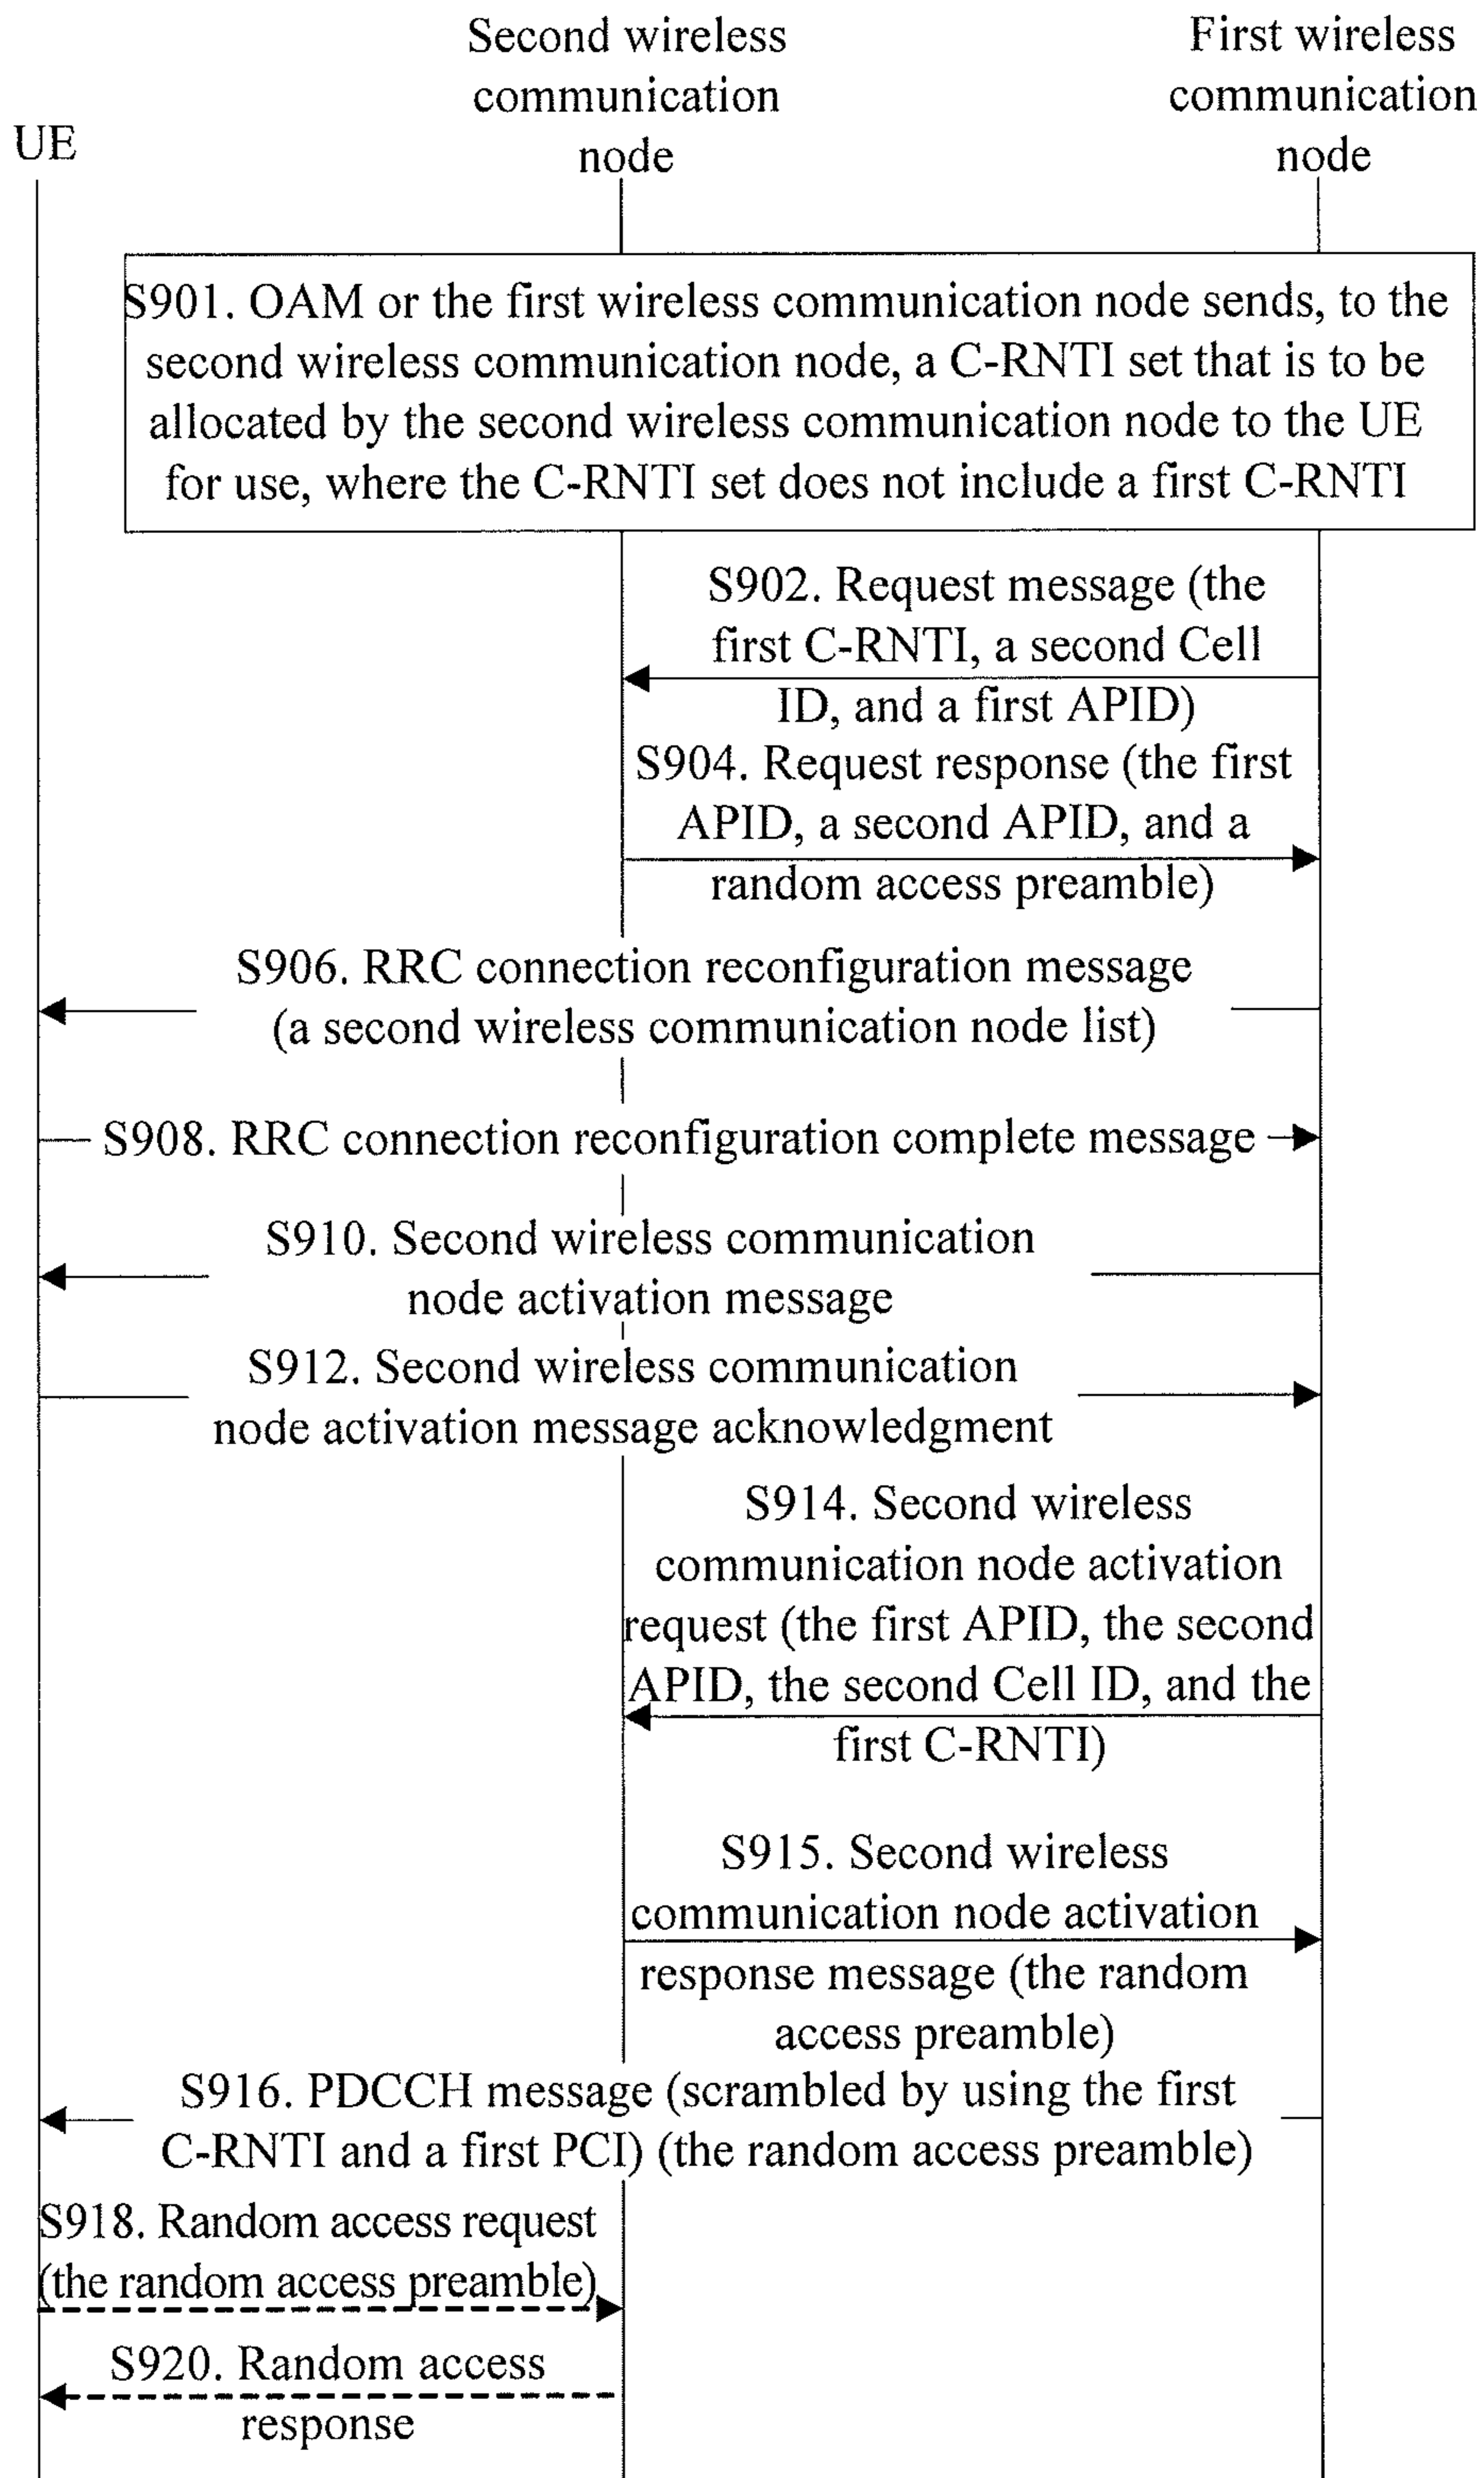 Second wireless
communication
node
First wireless
communication
node
UE
S901. OAM or the first wireless communication node sends, to the
second wireless communication node, a C-RNTI set that is to be
allocated by the second wireless communication node to the UE
for use, where the C-RNTI set does not include a first C-RNTI
S902. Request message (the
first C-RNTI, a second Cell
ID, and a first APID)
S904. Request response (the first
APID, a second APID, and a
random access preamble)
S906. RRC connection reconfiguration message
(a second wireless communication node list)
S908. RRC connection reconfiguration complete message
S910. Second wireless communication
node activation message
S912. Second wireless communication
node activation message acknowledgment
S914. Second wireless
communication node activation
request (the first APID, the second
APID, the second Cell ID, and the
first C-RNTI)
S915. Second wireless
communication node activation
response message (the random
access preamble)
S916. PDCCH message (scrambled by using the first
C-RNTI and a first PCI) (the random access preamble)
S918. Random access request
(the random access preamble)
S920. Random access
response